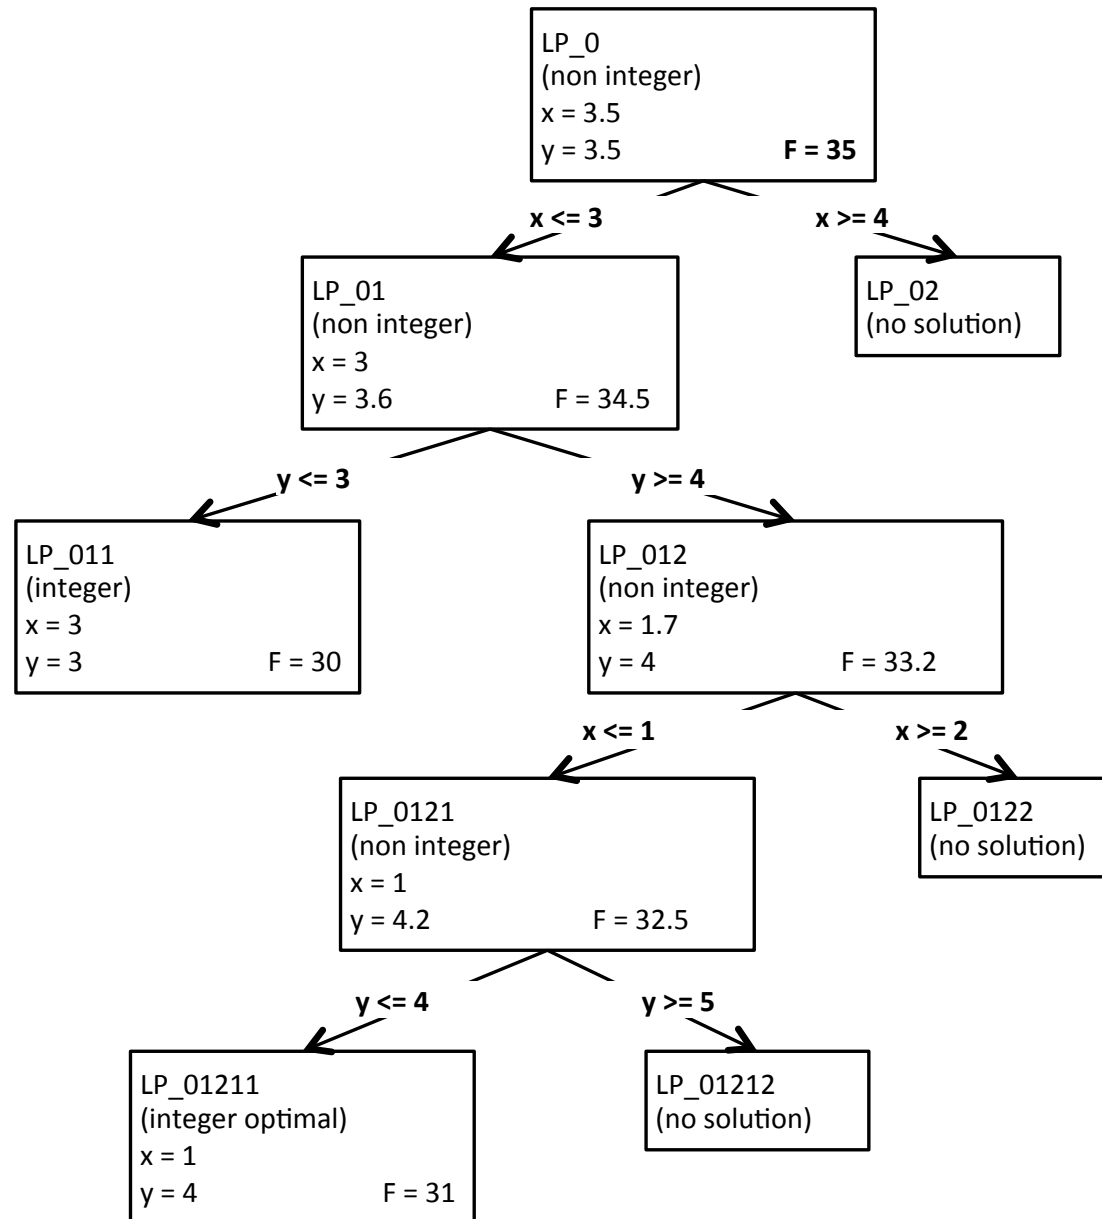 LP_0
(non integer)
x = 3.5
y = 3.5 F = 35
x <= 3 x >= 4
LP_01
(non integer)
x = 3
y = 3.6 F = 34.5
LP_02
(no solution)
y <= 3 y >= 4
LP_011
(integer)
x = 3
y = 3 F = 30
LP_012
(non integer)
x = 1.7
y = 4 F = 33.2
x <= 1 x >= 2
LP_0121
(non integer)
x = 1
y = 4.2 F = 32.5
LP_0122
(no solution)
y <= 4 y >= 5
LP_01211
(integer optimal)
x = 1
y = 4 F = 31
LP_01212
(no solution)